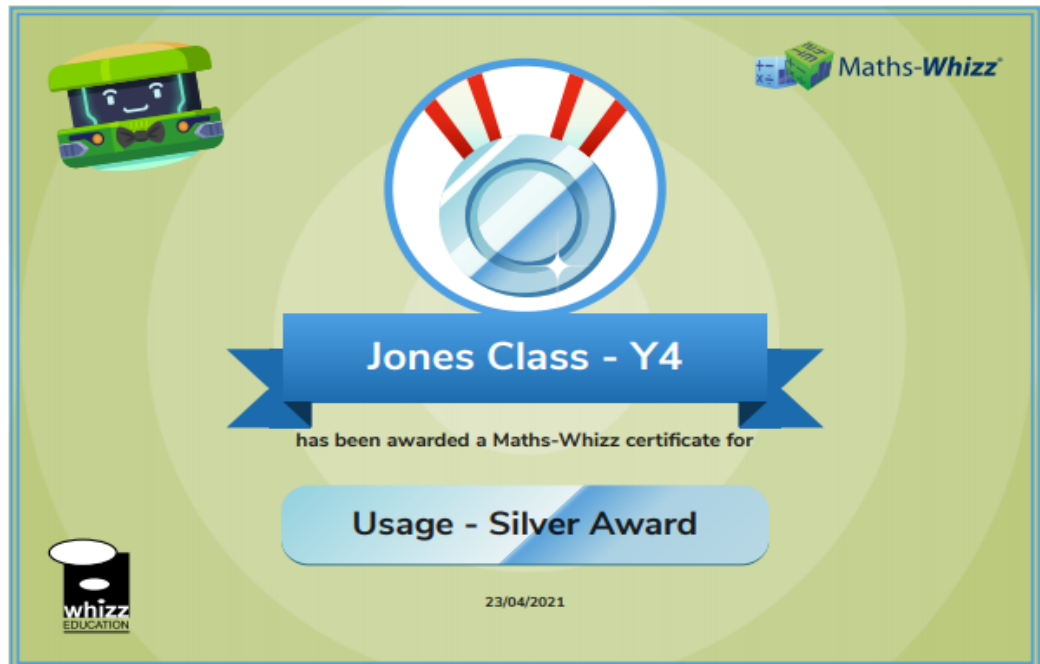 Maths-Whizz®
Jones Class - Y4
has been awarded a Maths-Whizz certificate for
Usage - Silver Award
23/04/2021
whizz
EDUCATION